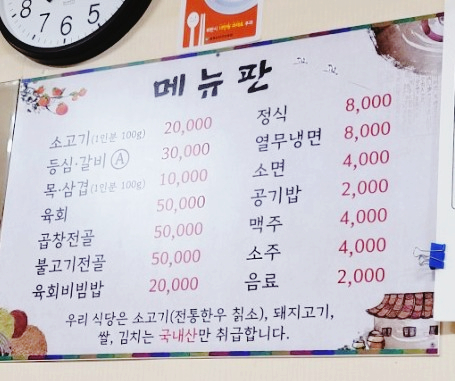 8
7
6
5
메뉴판
소고기(1인분 100g) 20,000
등심·갈비 Ⓐ 30,000
목·삼겹(1인분 100g) 10,000
육회 50,000
곱창전골 50,000
불고기전골 50,000
육회비빔밥 20,000
정식 8,000
열무냉면 8,000
소면 4,000
공기밥 2,000
맥주 4,000
소주 4,000
음료 2,000
우리 식당은 소고기(전통한우 칡소), 돼지고기,
쌀, 김치는 국내산만 취급합니다.